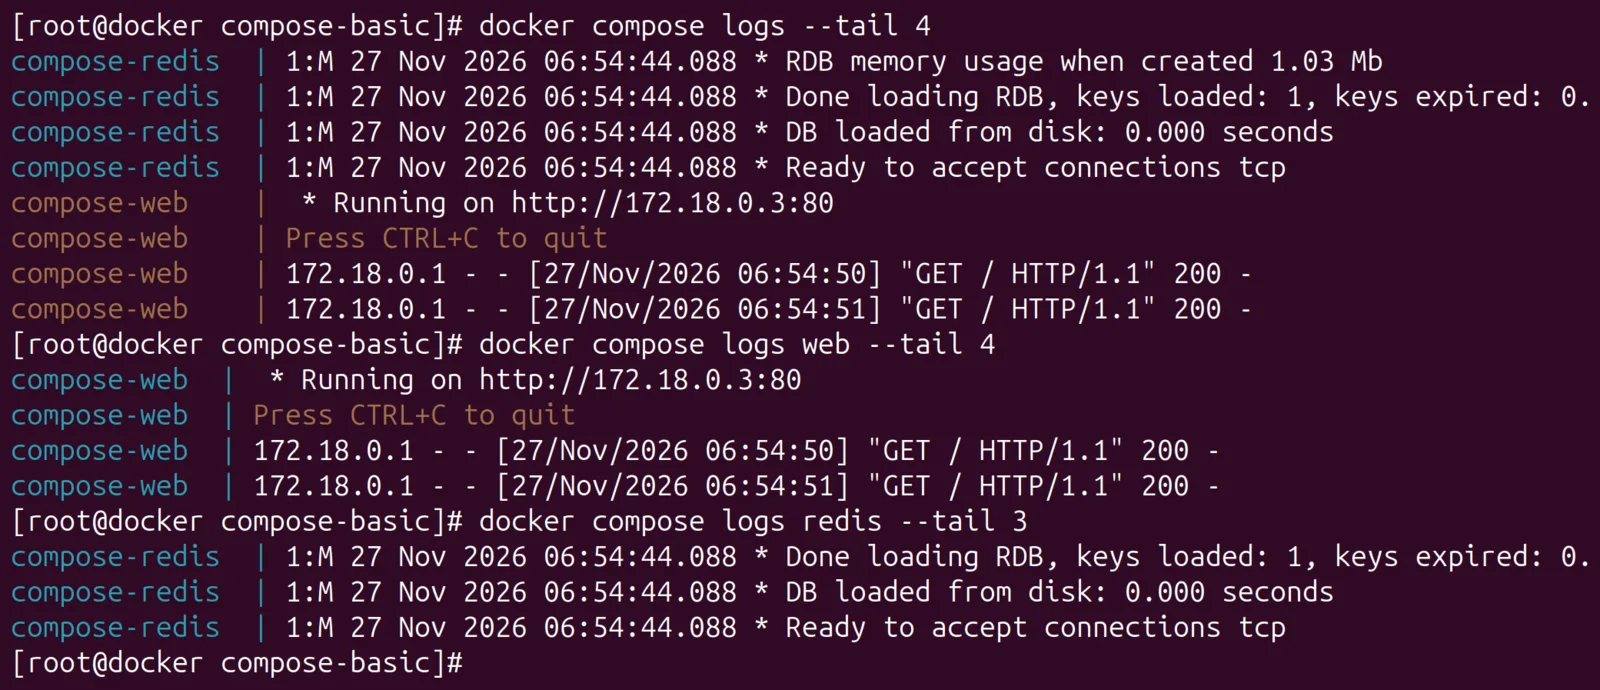 [root@docker compose-basic]# docker compose logs --tail 4
compose-redis  | 1:M 27 Nov 2026 06:54:44.088 * RDB memory usage when created 1.03 Mb
compose-redis  | 1:M 27 Nov 2026 06:54:44.088 * Done loading RDB, keys loaded: 1, keys expired: 0.
compose-redis  | 1:M 27 Nov 2026 06:54:44.088 * DB loaded from disk: 0.000 seconds
compose-redis  | 1:M 27 Nov 2026 06:54:44.088 * Ready to accept connections tcp
compose-web    |  * Running on http://172.18.0.3:80
compose-web    | Press CTRL+C to quit
compose-web    | 172.18.0.1 - - [27/Nov/2026 06:54:50] "GET / HTTP/1.1" 200 -
compose-web    | 172.18.0.1 - - [27/Nov/2026 06:54:51] "GET / HTTP/1.1" 200 -
[root@docker compose-basic]# docker compose logs web --tail 4
compose-web  |  * Running on http://172.18.0.3:80
compose-web  | Press CTRL+C to quit
compose-web  | 172.18.0.1 - - [27/Nov/2026 06:54:50] "GET / HTTP/1.1" 200 -
compose-web  | 172.18.0.1 - - [27/Nov/2026 06:54:51] "GET / HTTP/1.1" 200 -
[root@docker compose-basic]# docker compose logs redis --tail 3
compose-redis  | 1:M 27 Nov 2026 06:54:44.088 * Done loading RDB, keys loaded: 1, keys expired: 0.
compose-redis  | 1:M 27 Nov 2026 06:54:44.088 * DB loaded from disk: 0.000 seconds
compose-redis  | 1:M 27 Nov 2026 06:54:44.088 * Ready to accept connections tcp
[root@docker compose-basic]#